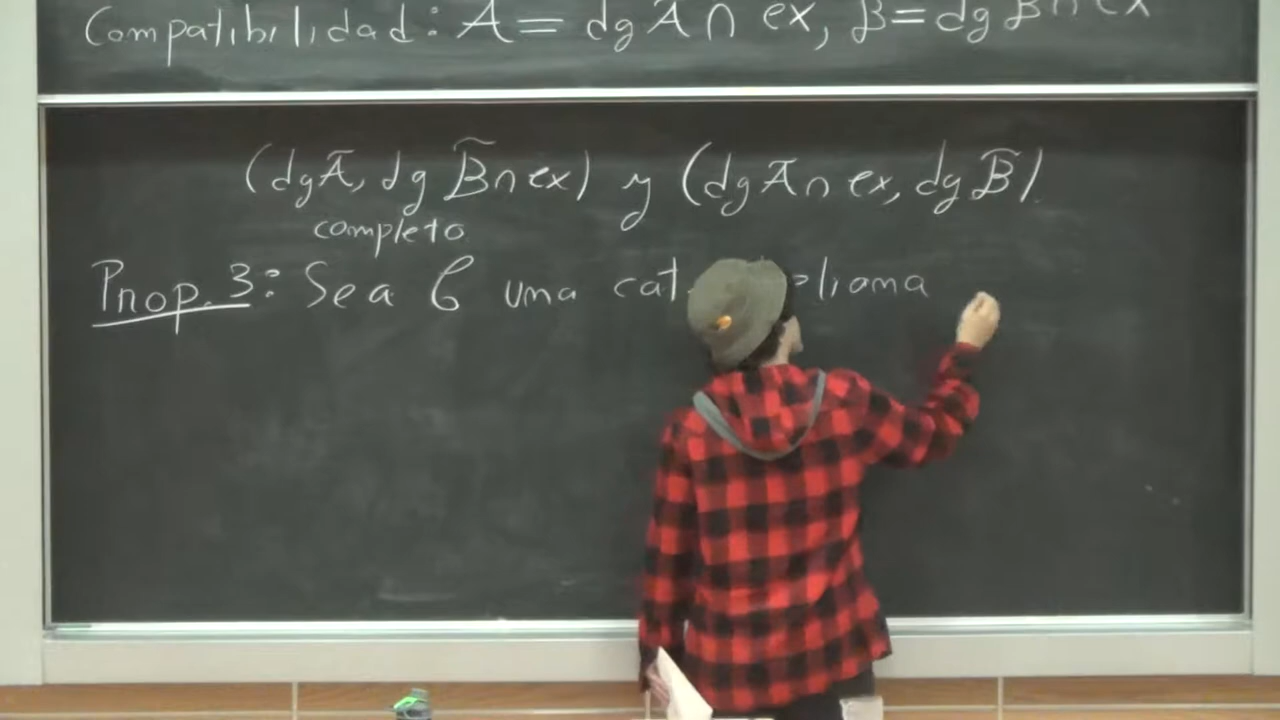 Compatibilidad: A = dg Ã ∩ ex, B = dg B̃ ∩ ex
(dg Ã, dg B̃ ∩ ex) y (dg Ã ∩ ex, dg B̃).
completo
Prop. 3: Sea C una cat.